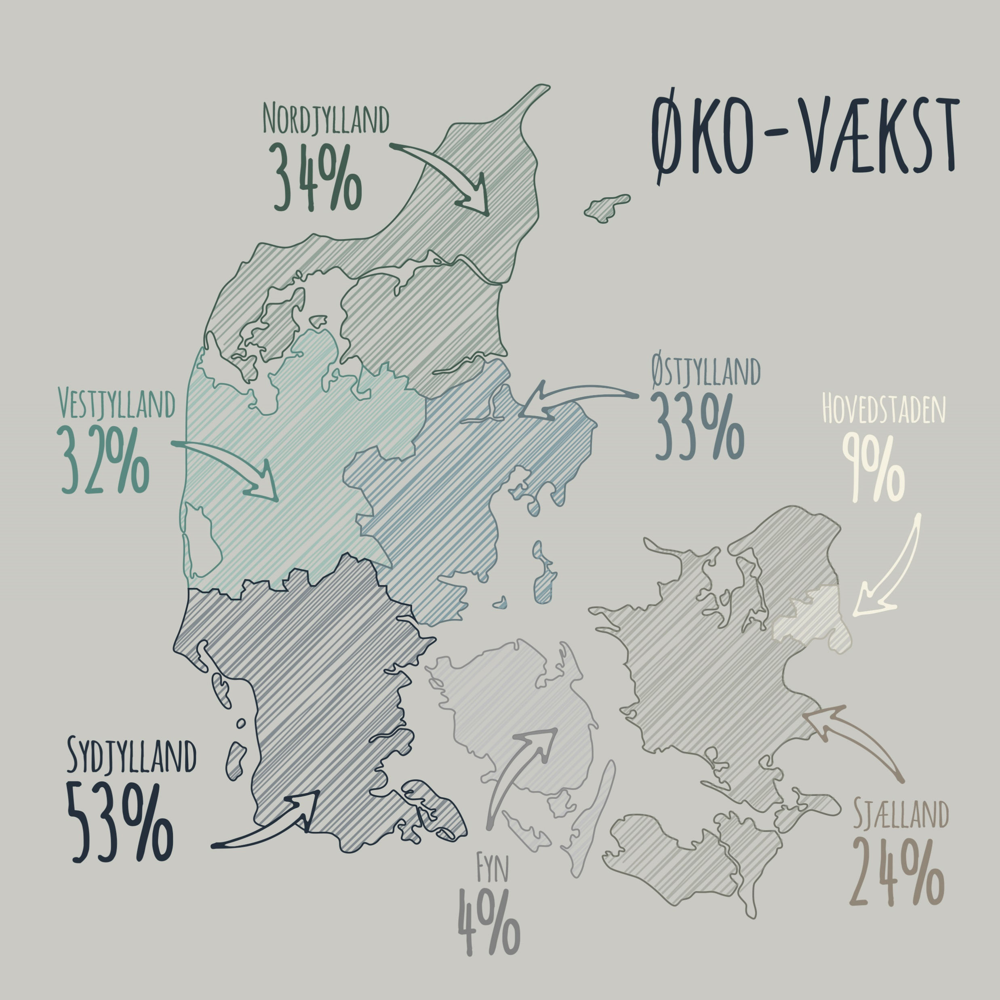 ØKO-VÆKST
NORDJYLLAND
34%
ØSTJYLLAND
33%
VESTJYLLAND
32%
HOVEDSTADEN
9%
SYDJYLLAND
53%
SJÆLLAND
24%
FYN
4%